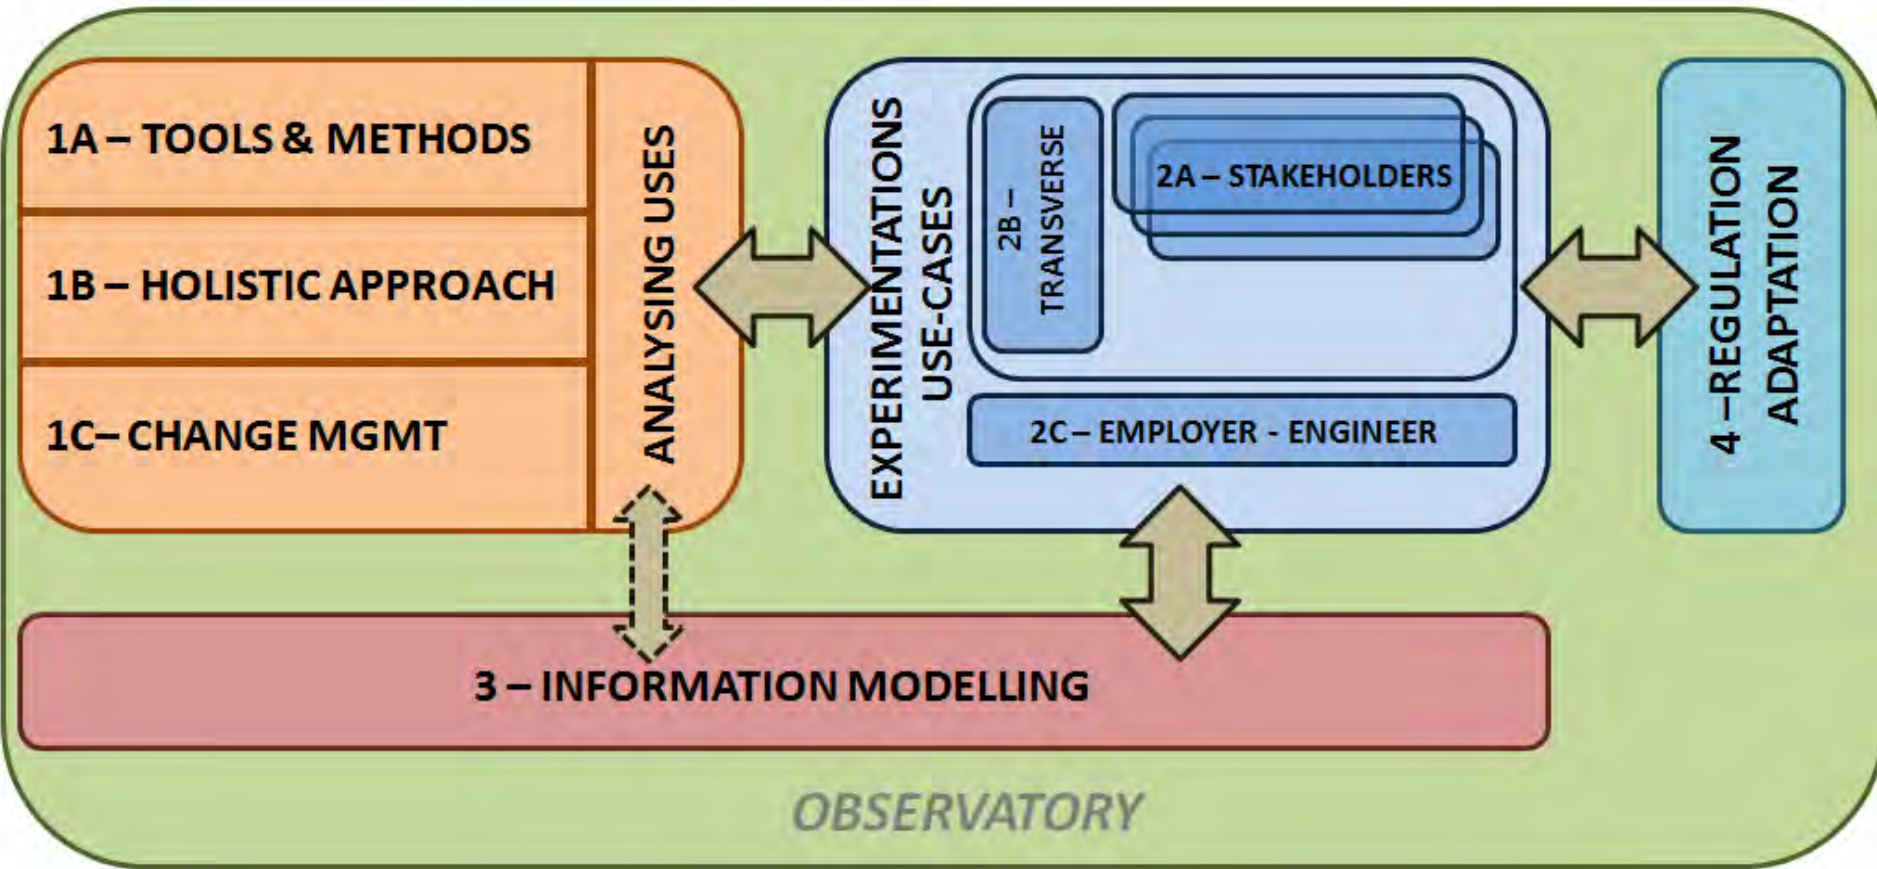 1A – TOOLS & METHODS
1B – HOLISTIC APPROACH
1C– CHANGE MGMT
ANALYSING USES
EXPERIMENTATIONS
USE-CASES
2B –
TRANSVERSE
2A – STAKEHOLDERS
2C – EMPLOYER - ENGINEER
4 –REGULATION
ADAPTATION
3 – INFORMATION MODELLING
OBSERVATORY